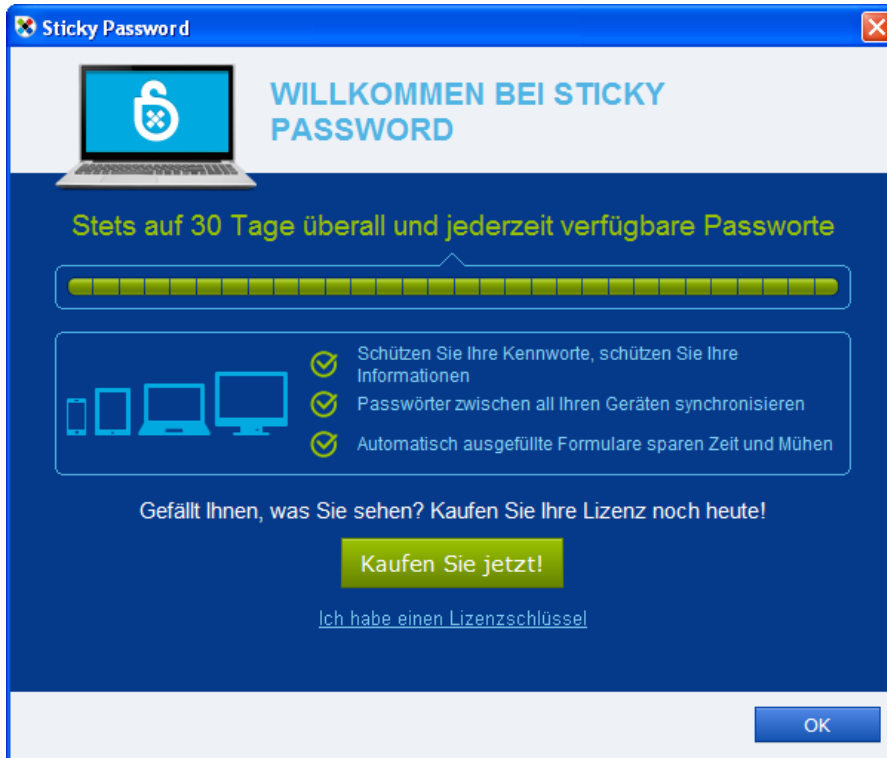 Sticky Password
WILLKOMMEN BEI STICKY
PASSWORD
Stets auf 30 Tage überall und jederzeit verfügbare Passworte
Schützen Sie Ihre Kennworte, schützen Sie Ihre
Informationen
Passwörter zwischen all Ihren Geräten synchronisieren
Automatisch ausgefüllte Formulare sparen Zeit und Mühen
Gefällt Ihnen, was Sie sehen? Kaufen Sie Ihre Lizenz noch heute!
Kaufen Sie jetzt!
Ich habe einen Lizenzschlüssel
OK